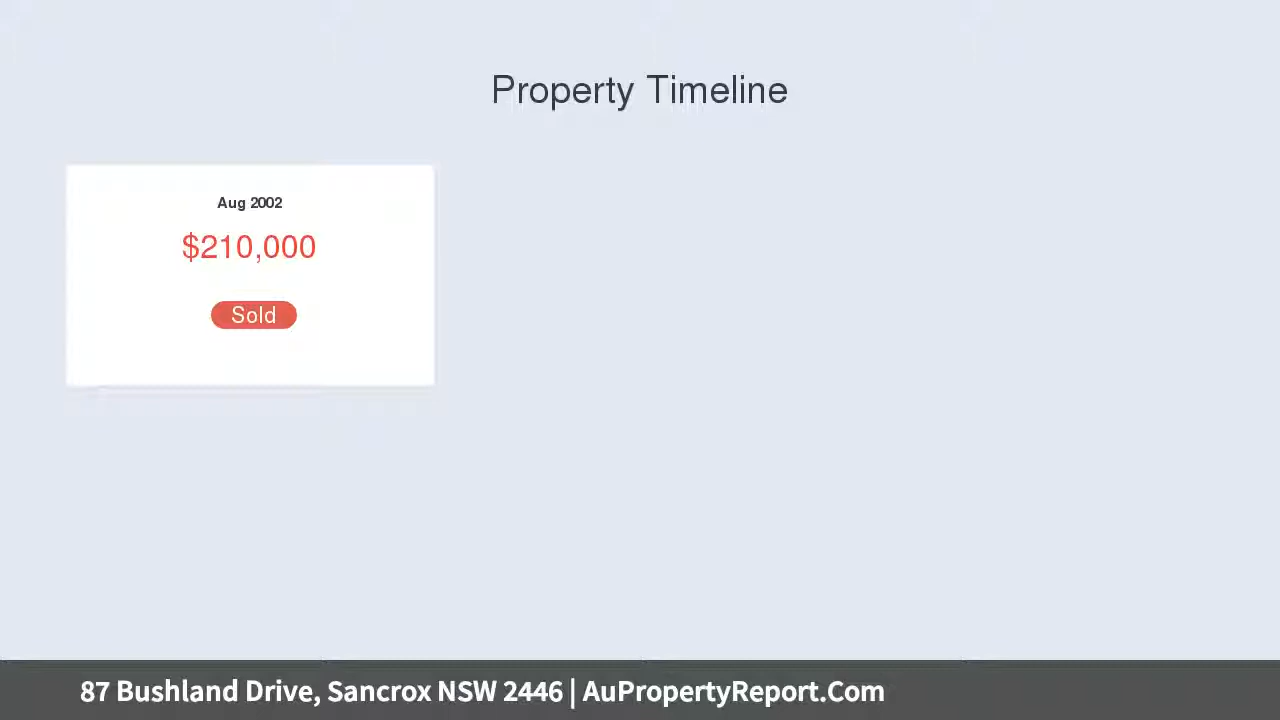 Property Timeline
Aug 2002
$210,000
Sold
87 Bushland Drive, Sancrox NSW 2446 | AuPropertyReport.Com